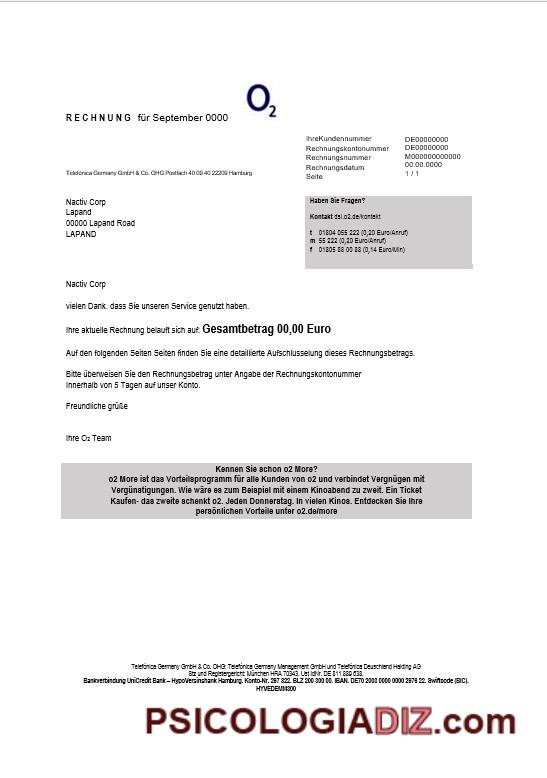 O2
RECHNUNG für September 0000
IhreKundennummer DE00000000
Rechnungskontonummer DE00000000
Rechnungsnummer M000000000000
Rechnungsdatum 00.00.0000
Seite 1 / 1
Telefónica Germany GmbH & Co. OHG Postfach 40 09 40 22209 Hamburg
Nactiv Corp
Lapand
00000 Lapand Road
LAPAND
Haben Sie Fragen?
Kontakt dsl.o2.de/kontakt
t 01804 055 222 (0,20 Euro/Anruf)
m 55 222 (0,20 Euro/Anruf)
f 01805 88 00 88 (0,14 Euro/Min)
Nactiv Corp
vielen Dank. dass Sie unseren Service genutzt haben.
Ihre aktuelle Rechnung belauft sich auf: Gesamtbetrag 00,00 Euro
Auf den folgenden Seiten Seiten finden Sie eine detaillierte Aufschlusselung dieses Rechnungsbetrags.
Bitte überweisen Sie den Rechnungsbetrag unter Angabe der Rechnungskontonummer
Innerhalb von 5 Tagen auf unser Konto.
Freundliche grüße
Ihre O2 Team
Kennen Sie schon o2 More?
o2 More ist das Vorteilsprogramm für alle Kunden von o2 und verbindet Vergnügen mit
Vergünstigungen. Wie wäre es zum Beispiel mit einem Kinoabend zu zweit. Ein Ticket
Kaufen- das zweite schenkt o2. Jeden Donnerstag. In vielen Kinos. Entdecken Sie Ihre
persönlichen Vorteile unter o2.de/more
Telefónica Germany GmbH & Co. OHG: Telefónica Germany Management GmbH und Telefónica Deuschland Holding AG
Sitz und Registergericht: München HRA 70343. Ust IdNr. DE 811 889 638.
Bankverbindung UniCredit Bank – HypoVersinshank Hamburg. Konto-Nr. 297 822. BLZ 200 300 00. IBAN. DE70 2003 0000 0000 2976 22. Swiftcode (BIC).
HYVEDEMM300
PSICOLOGIADIZ.com